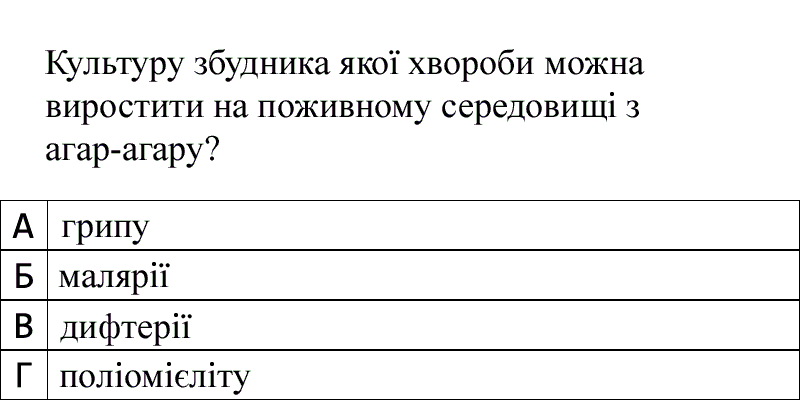 Культуру збудника якої хвороби можна
виростити на поживному середовищі з
агар-агару?
А грипу
Б малярії
В дифтерії
Г поліомієліту